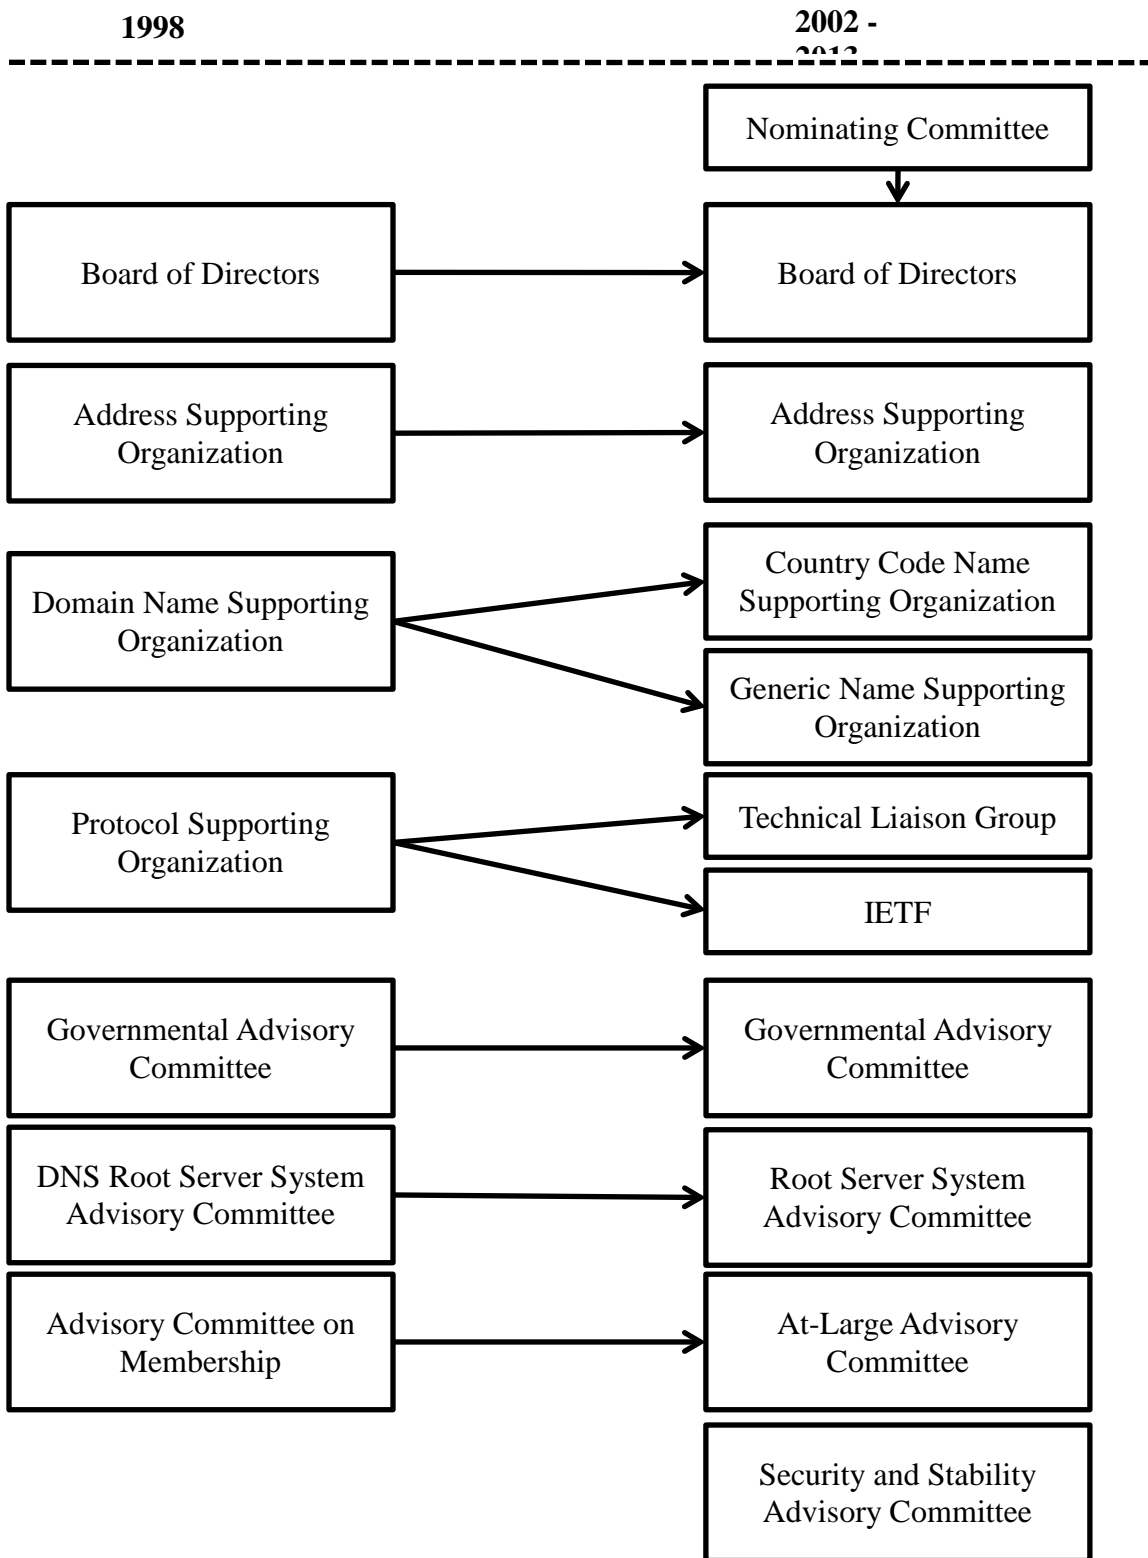 1998
2002 -
2013
Nominating Committee
Board of Directors
Board of Directors
Address Supporting
Organization
Address Supporting
Organization
Domain Name Supporting
Organization
Country Code Name
Supporting Organization
Generic Name Supporting
Organization
Protocol Supporting
Organization
Technical Liaison Group
IETF
Governmental Advisory
Committee
Governmental Advisory
Committee
DNS Root Server System
Advisory Committee
Root Server System
Advisory Committee
Advisory Committee on
Membership
At-Large Advisory
Committee
Security and Stability
Advisory Committee